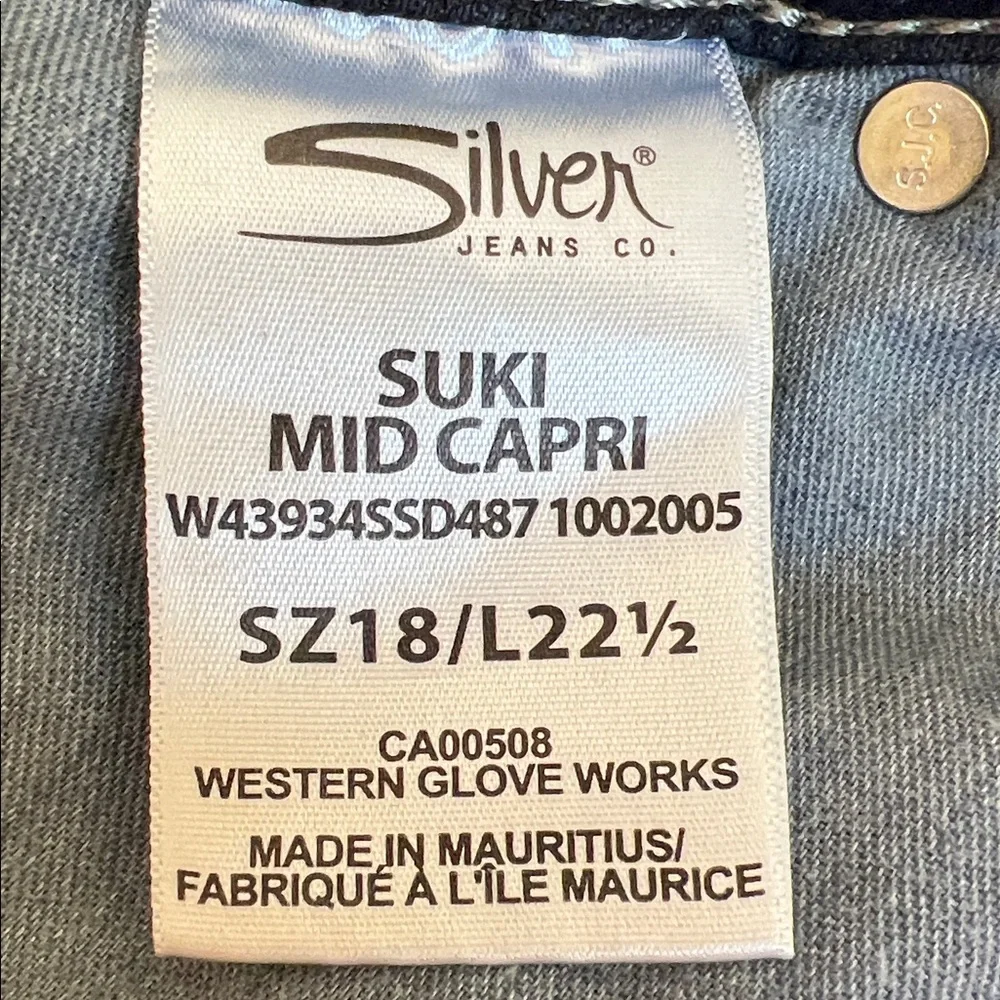 Silver®
JEANS CO.
S.J.C.
SUKI
MID CAPRI
W43934SSD487 1002005
SZ18/L22½
CA00508
WESTERN GLOVE WORKS
MADE IN MAURITIUS/
FABRIQUÉ À L'ÎLE MAURICE